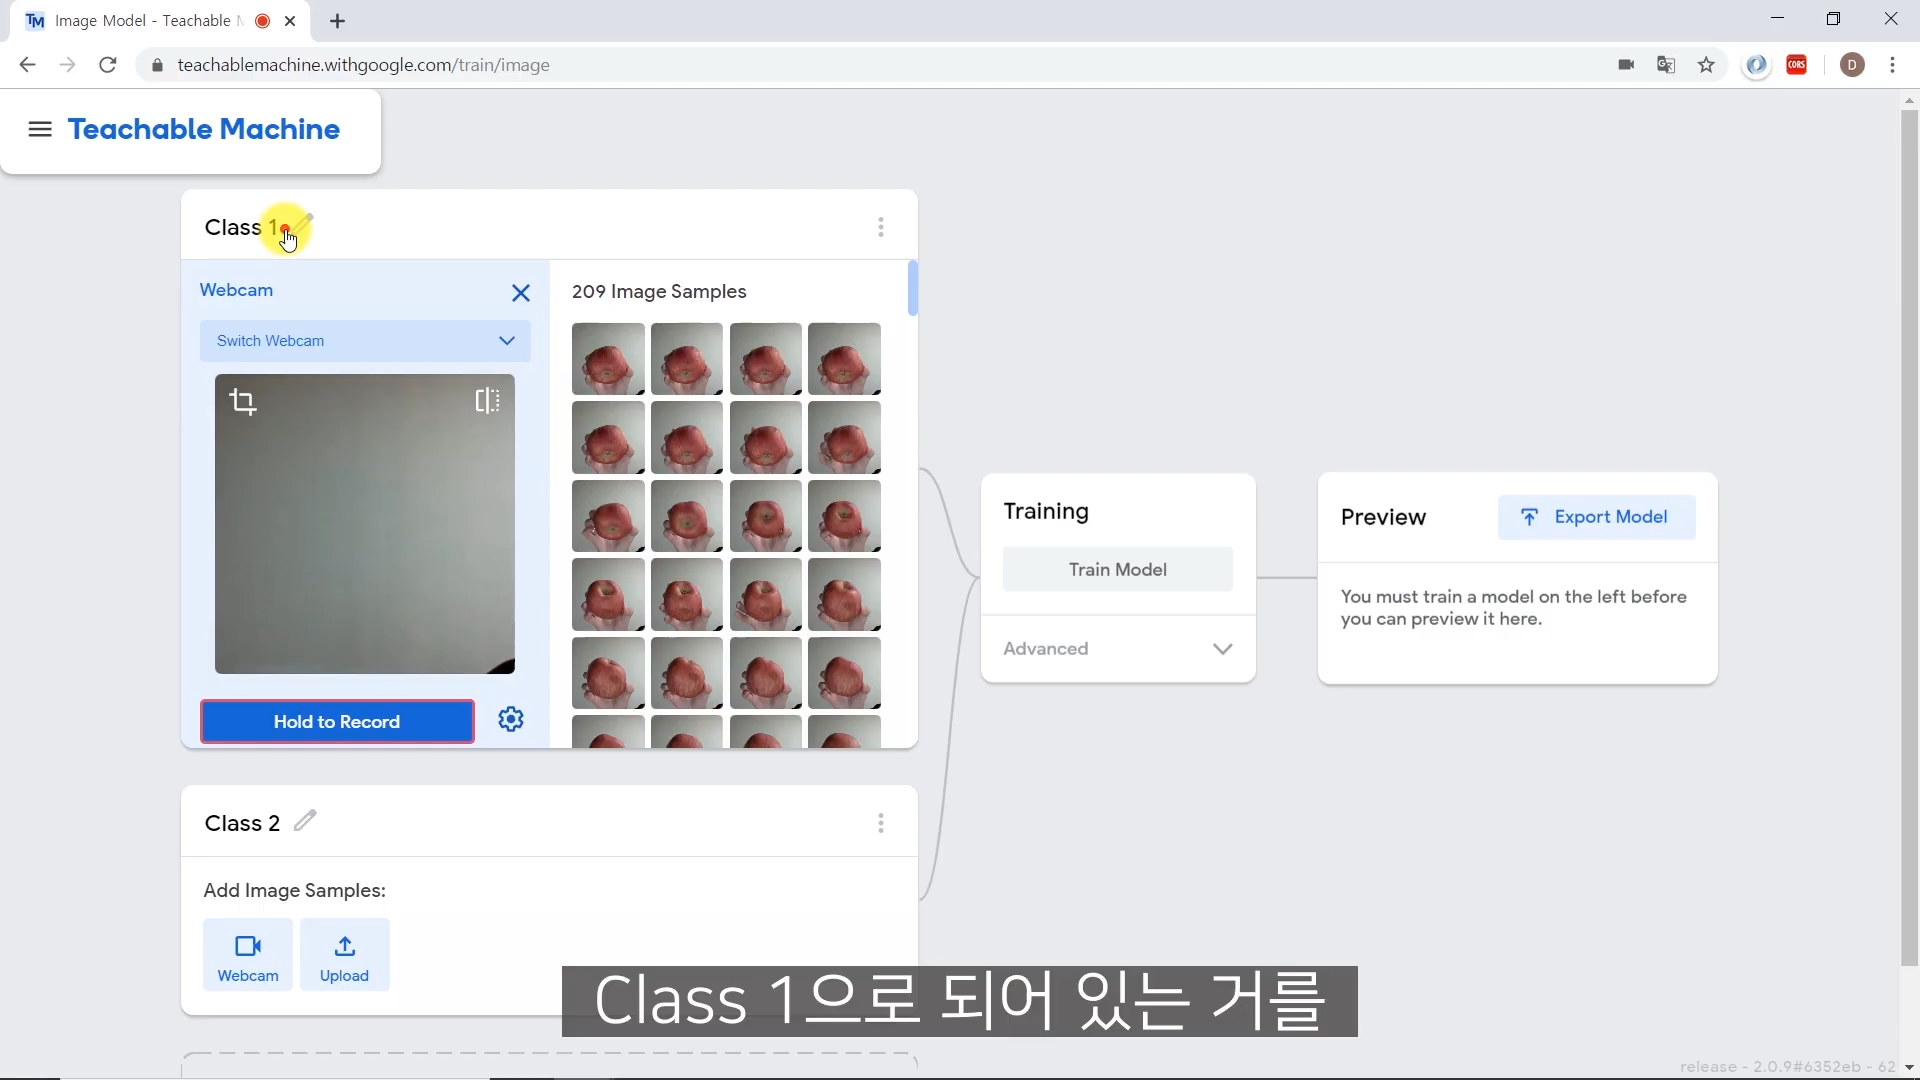 TM Image Model - Teachable M
teachablemachine.withgoogle.com/train/image
CORS
D
Teachable Machine
Class 1
Webcam
Switch Webcam
Hold to Record
209 Image Samples
Class 2
Add Image Samples:
Webcam
Upload
Training
Train Model
Advanced
Preview
Export Model
You must train a model on the left before
you can preview it here.
Class 1으로 되어 있는 거를
release - 2.0.9#6352eb - 62